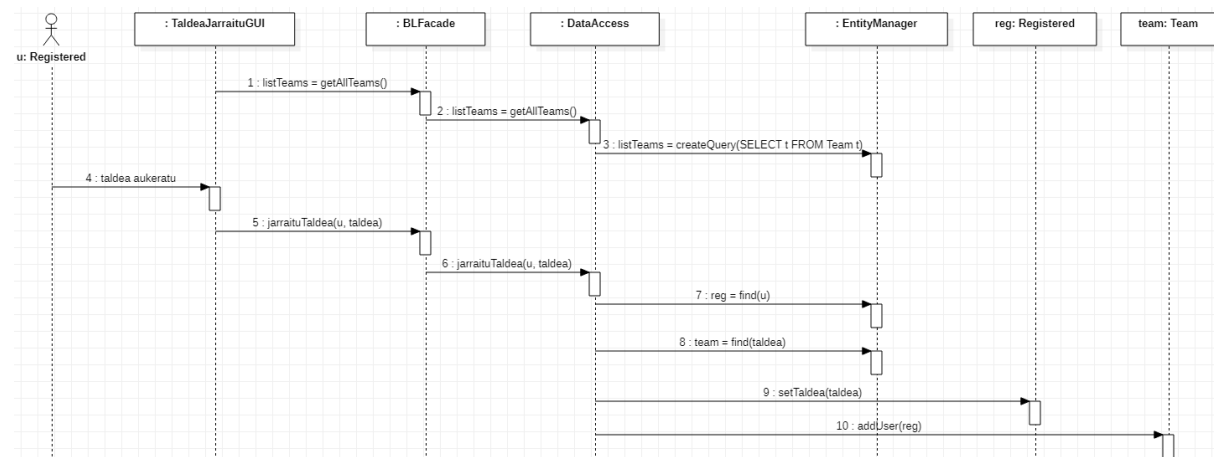 : TaldeaJarraituGUI
: BLFacade
: DataAccess
: EntityManager
reg: Registered
team: Team
u: Registered
1 : listTeams = getAllTeams()
2 : listTeams = getAllTeams()
3 : listTeams = createQuery(SELECT t FROM Team t)
4 : taldea aukeratu
5 : jarraituTaldea(u, taldea)
6 : jarraituTaldea(u, taldea)
7 : reg = find(u)
8 : team = find(taldea)
9 : setTaldea(taldea)
10 : addUser(reg)